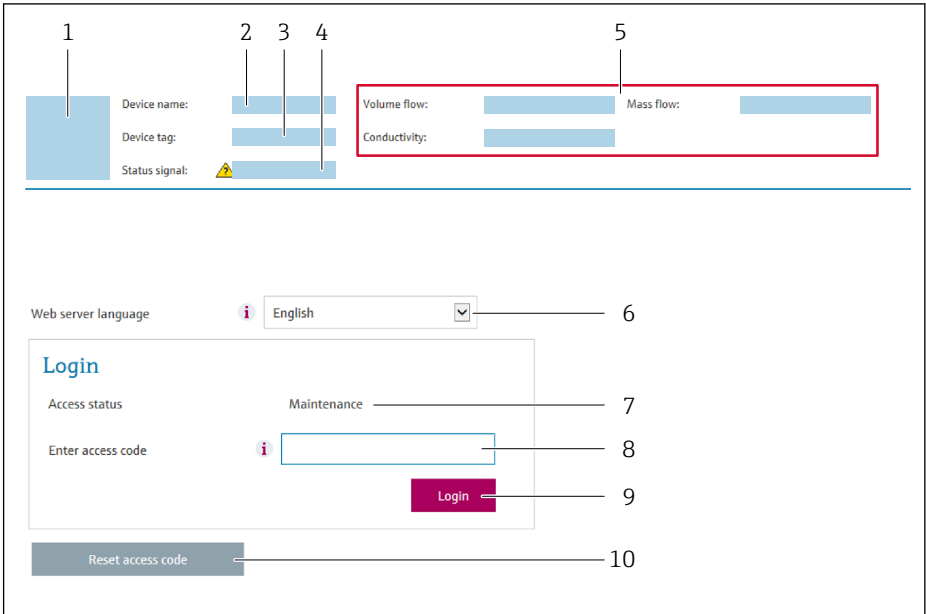 1 2 3 4 5
Device name: Volume flow: Mass flow:
Device tag: Conductivity:
Status signal: ?
Web server language i English 6
Login
Access status Maintenance 7
Enter access code i 8
Login 9
Reset access code 10